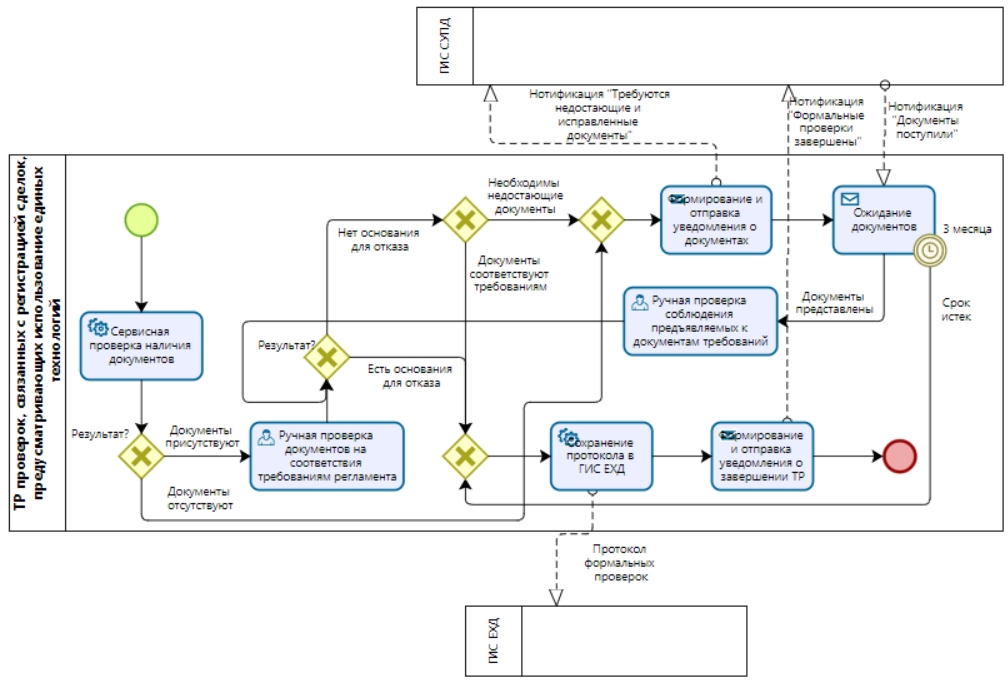 ГИС СУПД
Нотификация "Требуются
недостающие и
исправленные
документы"
Нотификация
"Формальные
проверки
завершены"
Нотификация
"Документы
поступили"
ТР проверок, связанных с регистрацией сделок,
предусматривающих использование единых
технологий
Необходимы
недостающие
документы
Формирование и
отправка
уведомления о
документах
Ожидание
документов
3 месяца
Нет основания
для отказа
Документы
соответствуют
требованиям
Документы
представлены
Срок
истек
Сервисная
проверка наличия
документов
Ручная проверка
соблюдения
предъявляемых к
документам требований
Результат?
Есть основания
для отказа
Результат?
Документы
присутствуют
Ручная проверка
документов на
соответствия
требованиям регламента
Сохранение
протокола в
ГИС ЕХД
Формирование
и отправка
уведомления о
завершении ТР
Документы
отсутствуют
Протокол
формальных
проверок
ГИС ЕХД